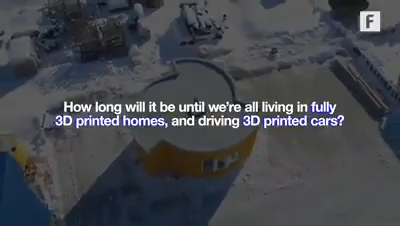 F
How long will it be until we're all living in fully
3D printed homes, and driving 3D printed cars?